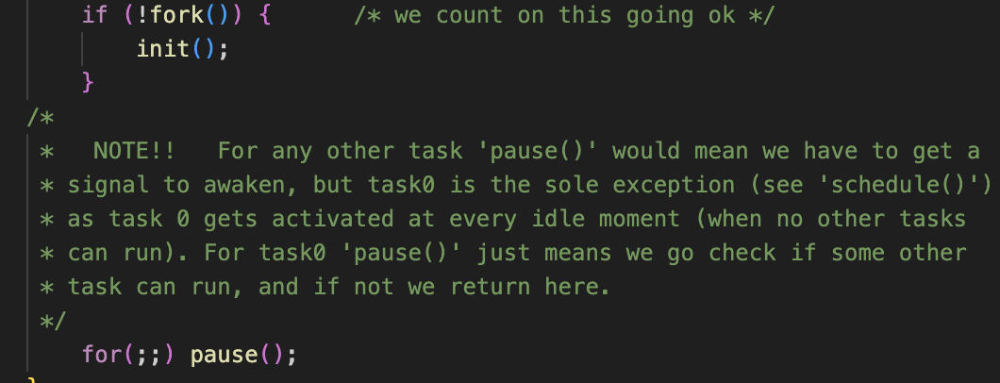 if (!fork()) {      /* we count on this going ok */
    init();
}
/*
 *   NOTE!!   For any other task 'pause()' would mean we have to get a
 * signal to awaken, but task0 is the sole exception (see 'schedule()')
 * as task 0 gets activated at every idle moment (when no other tasks
 * can run). For task0 'pause()' just means we go check if some other
 * task can run, and if not we return here.
 */
    for(;;) pause();
}